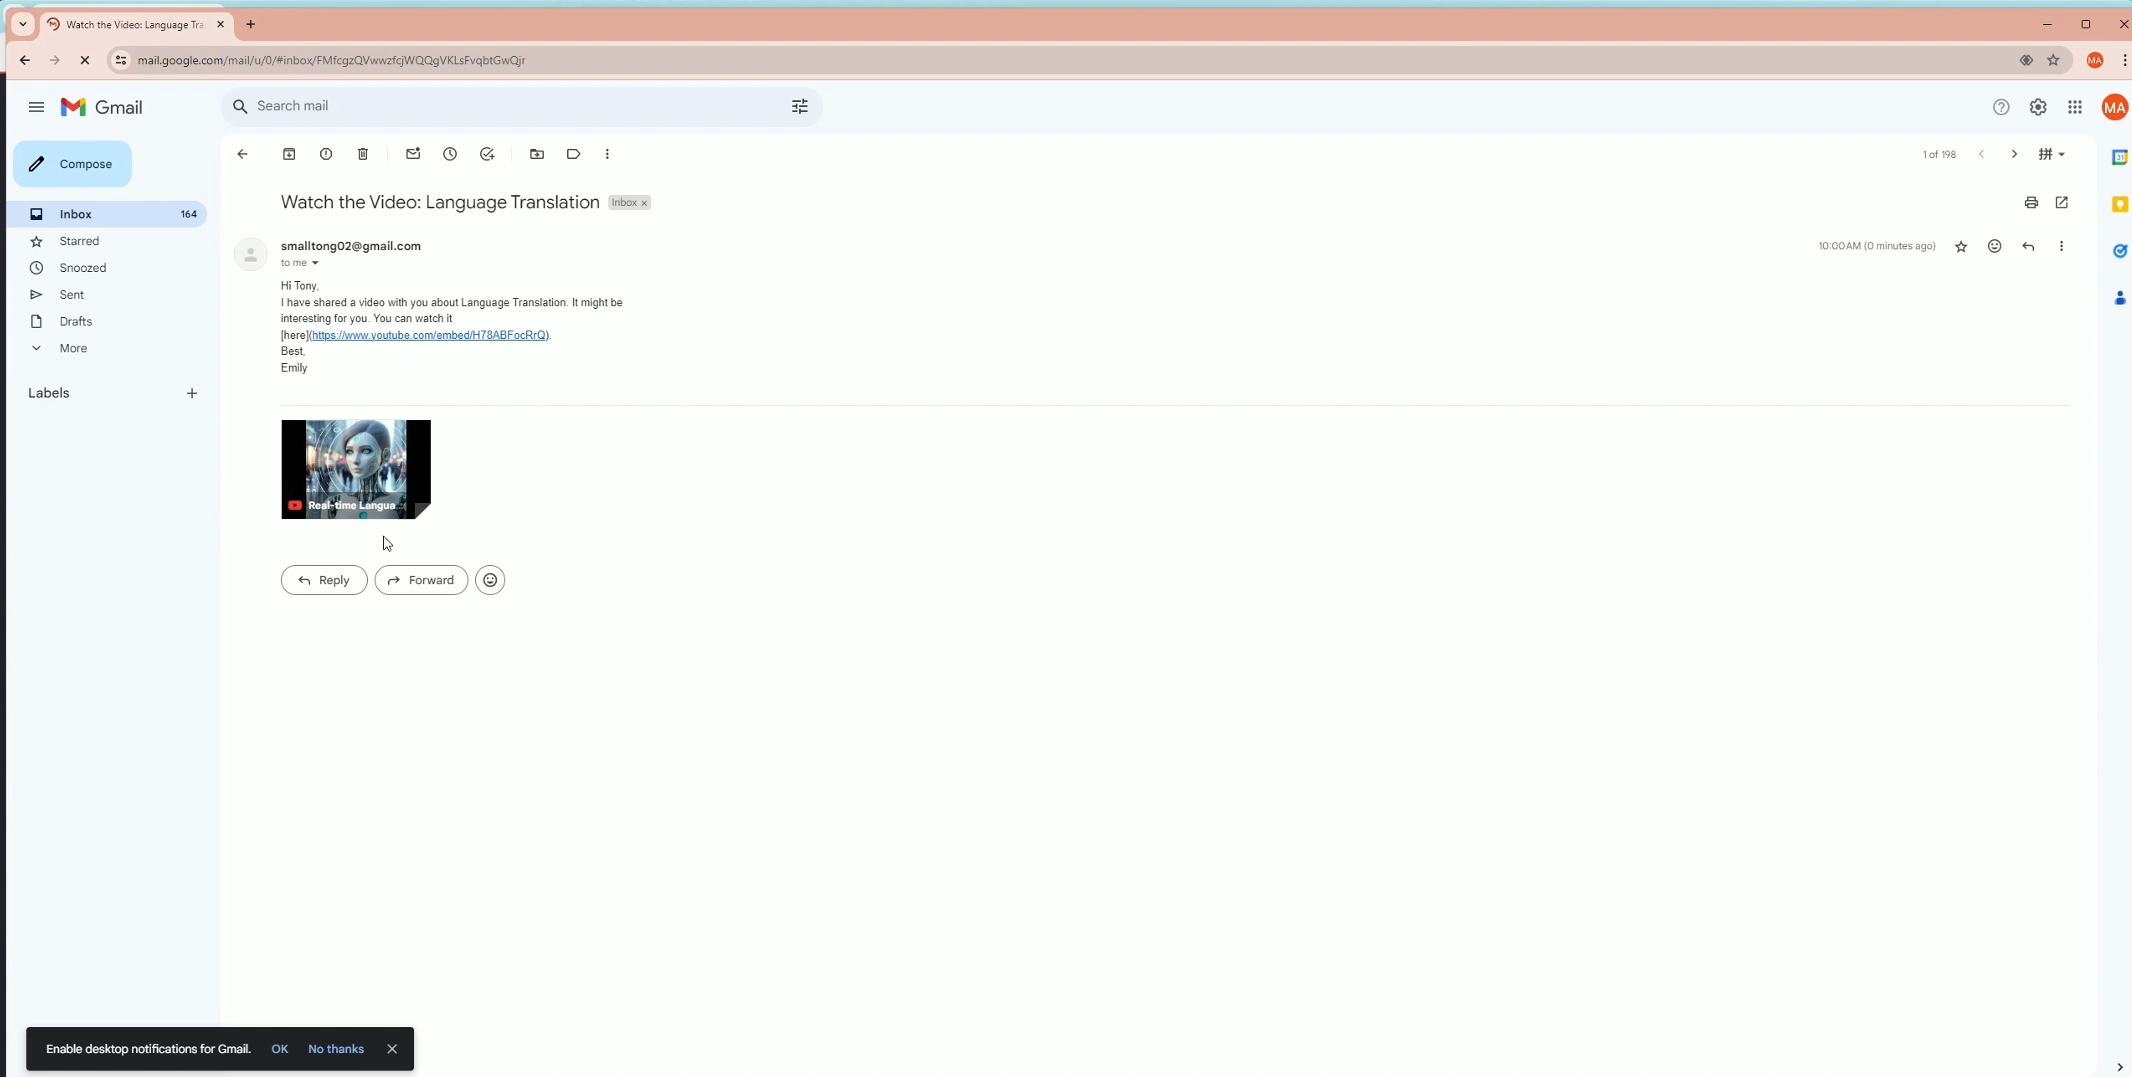 Watch the Video: Language Tra
mail.google.com/mail/u/0/#inbox/FMfcgzQVwwzfcjWQQgVKLsFvqbtGwQjr
MA
Gmail
Search mail
MA
Compose
1 of 198
拼
31
Watch the Video: Language Translation Inbox x
Inbox 164
Starred
smalltong02@gmail.com
10:00 AM (0 minutes ago)
to me
Snoozed
Hi Tony,
Sent
I have shared a video with you about Language Translation. It might be
interesting for you. You can watch it
Drafts
[here](https://www.youtube.com/embed/H78ABFocRrQ).
More
Best,
Emily
Labels
Real-time Langua...
Reply Forward
Enable desktop notifications for Gmail. OK No thanks